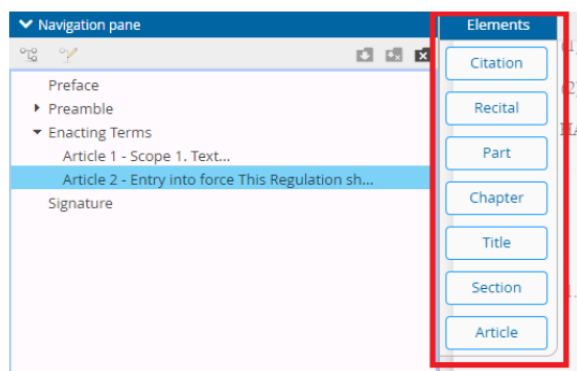 Navigation pane
Preface
Preamble
Enacting Terms
Article 1 - Scope 1. Text...
Article 2 - Entry into force This Regulation sh...
Signature
Elements
Citation
Recital
Part
Chapter
Title
Section
Article